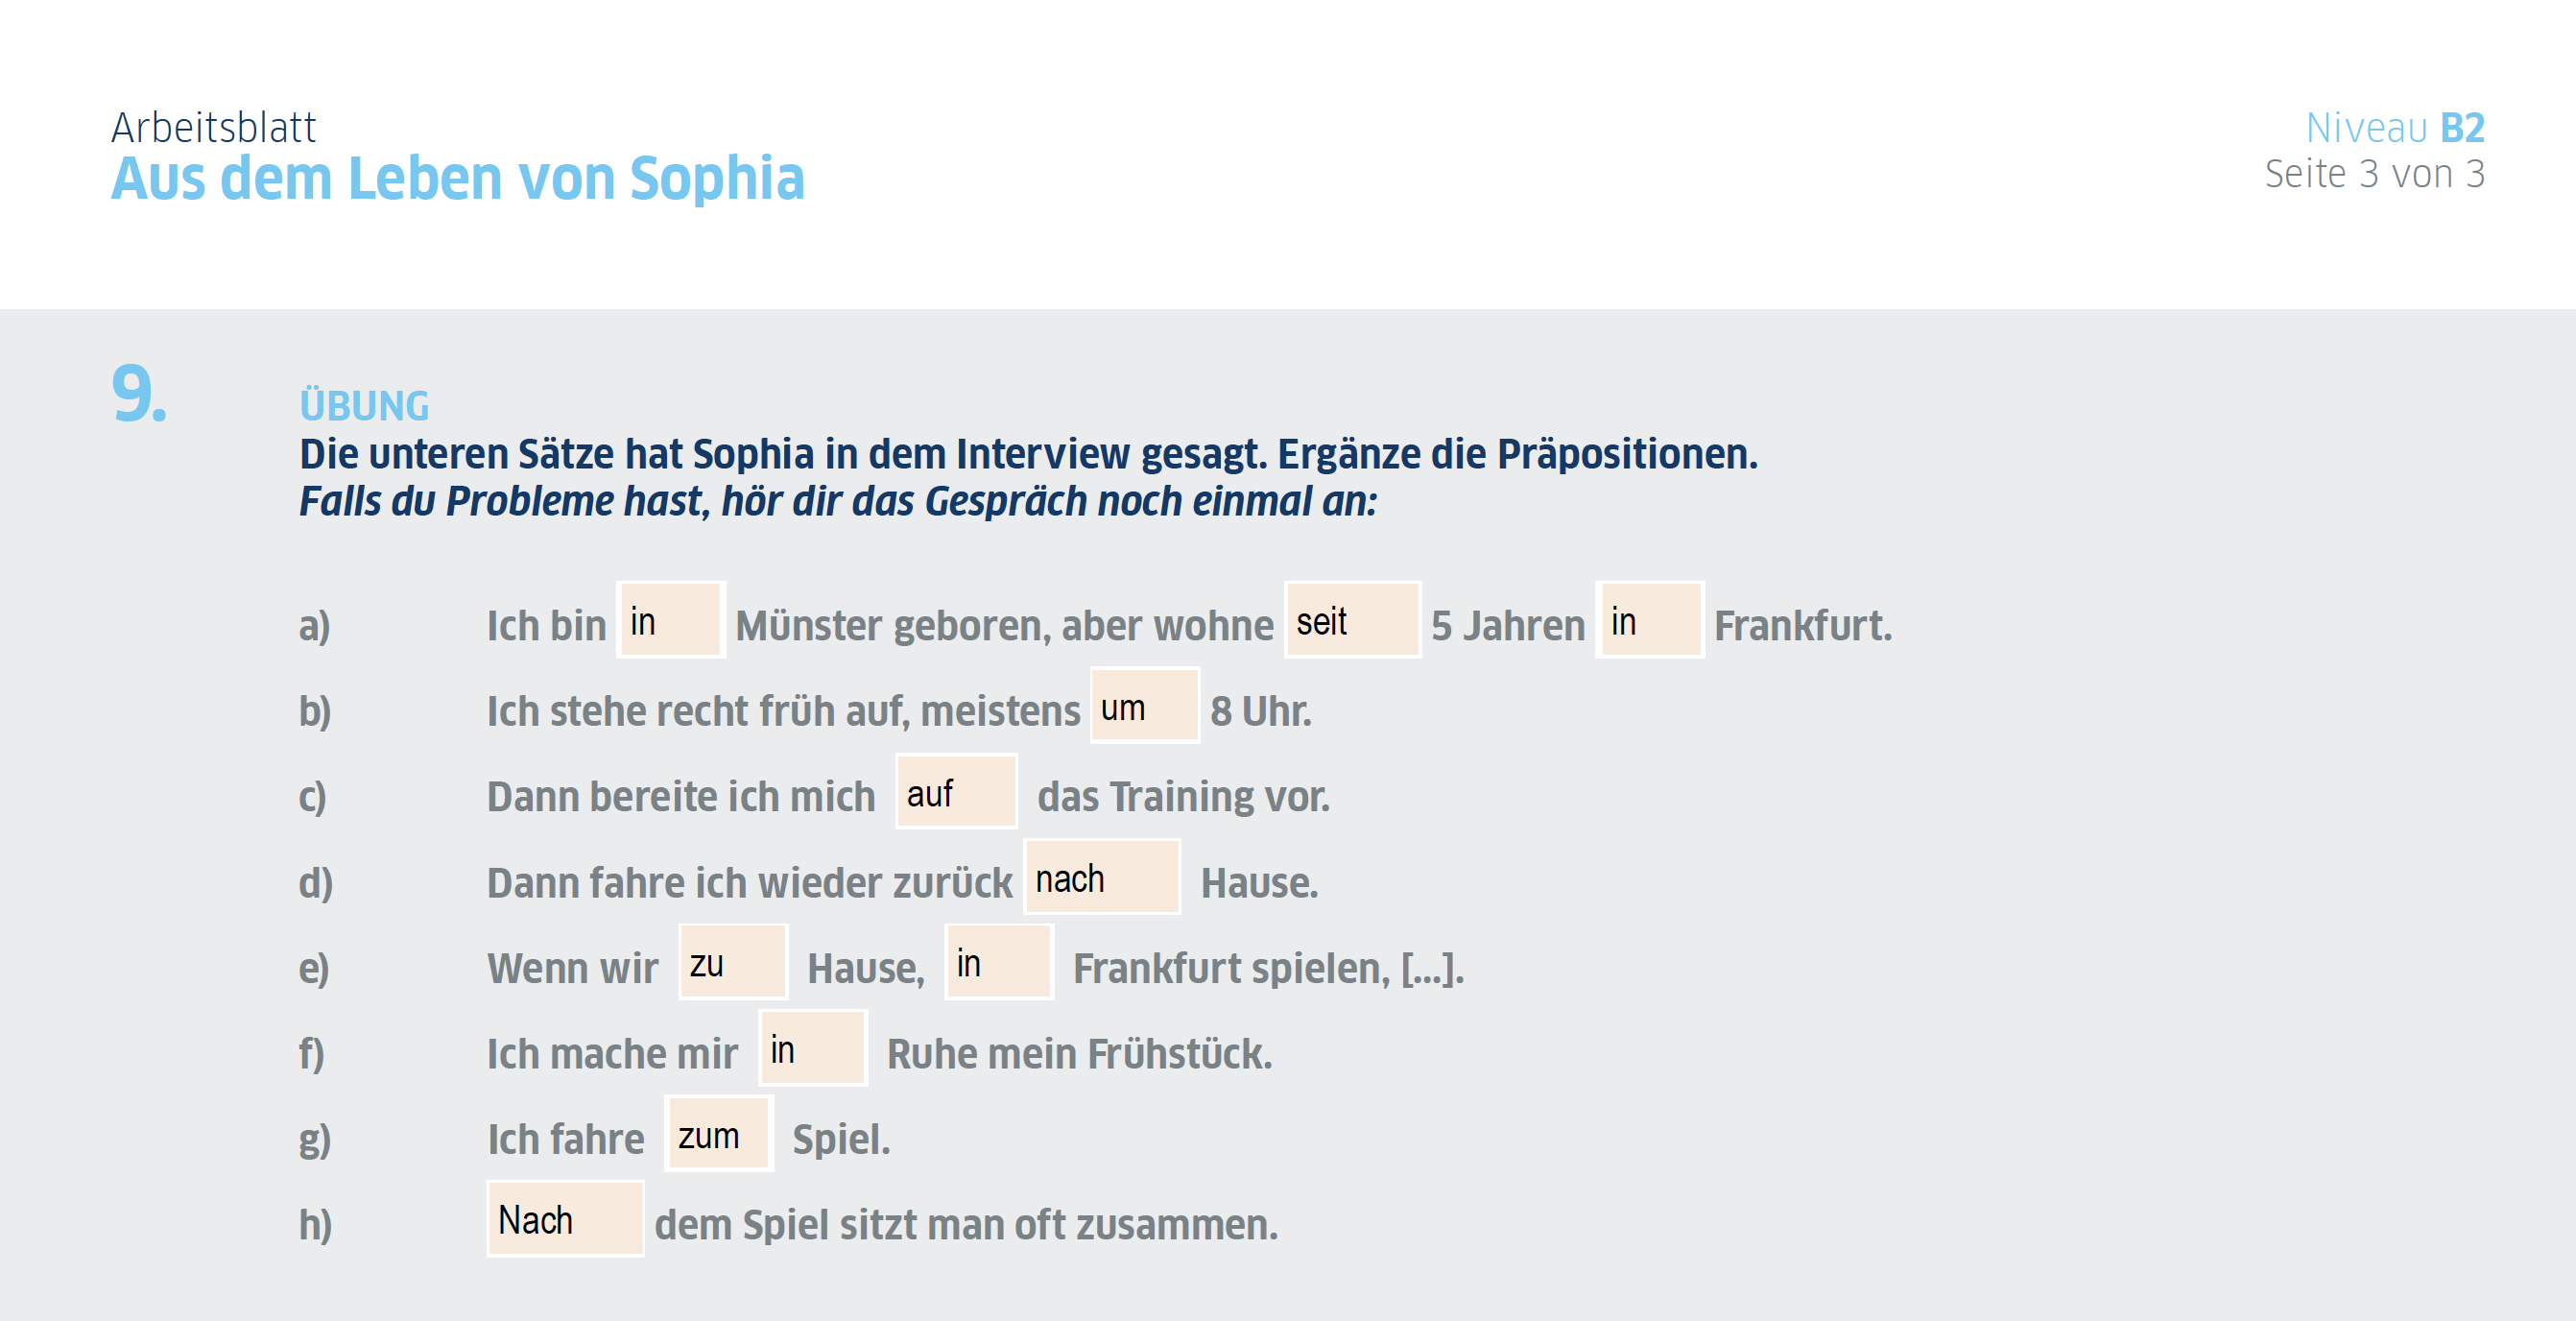 Arbeitsblatt
Aus dem Leben von Sophia
Niveau B2
Seite 3 von 3
9.
ÜBUNG
Die unteren Sätze hat Sophia in dem Interview gesagt. Ergänze die Präpositionen.
Falls du Probleme hast, hör dir das Gespräch noch einmal an:
a) Ich bin in Münster geboren, aber wohne seit 5 Jahren in Frankfurt.
b) Ich stehe recht früh auf, meistens um 8 Uhr.
c) Dann bereite ich mich auf das Training vor.
d) Dann fahre ich wieder zurück nach Hause.
e) Wenn wir zu Hause, in Frankfurt spielen, [...].
f) Ich mache mir in Ruhe mein Frühstück.
g) Ich fahre zum Spiel.
h) Nach dem Spiel sitzt man oft zusammen.